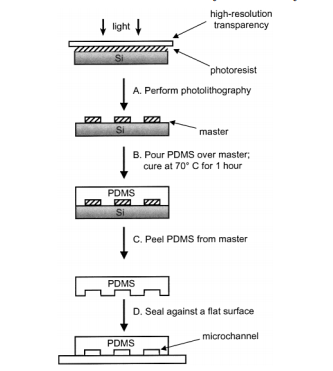 light
high-resolution
transparency
Si
photoresist
A. Perform photolithography
Si
master
B. Pour PDMS over master;
cure at 70° C for 1 hour
PDMS
Si
C. Peel PDMS from master
PDMS
D. Seal against a flat surface
microchannel
PDMS